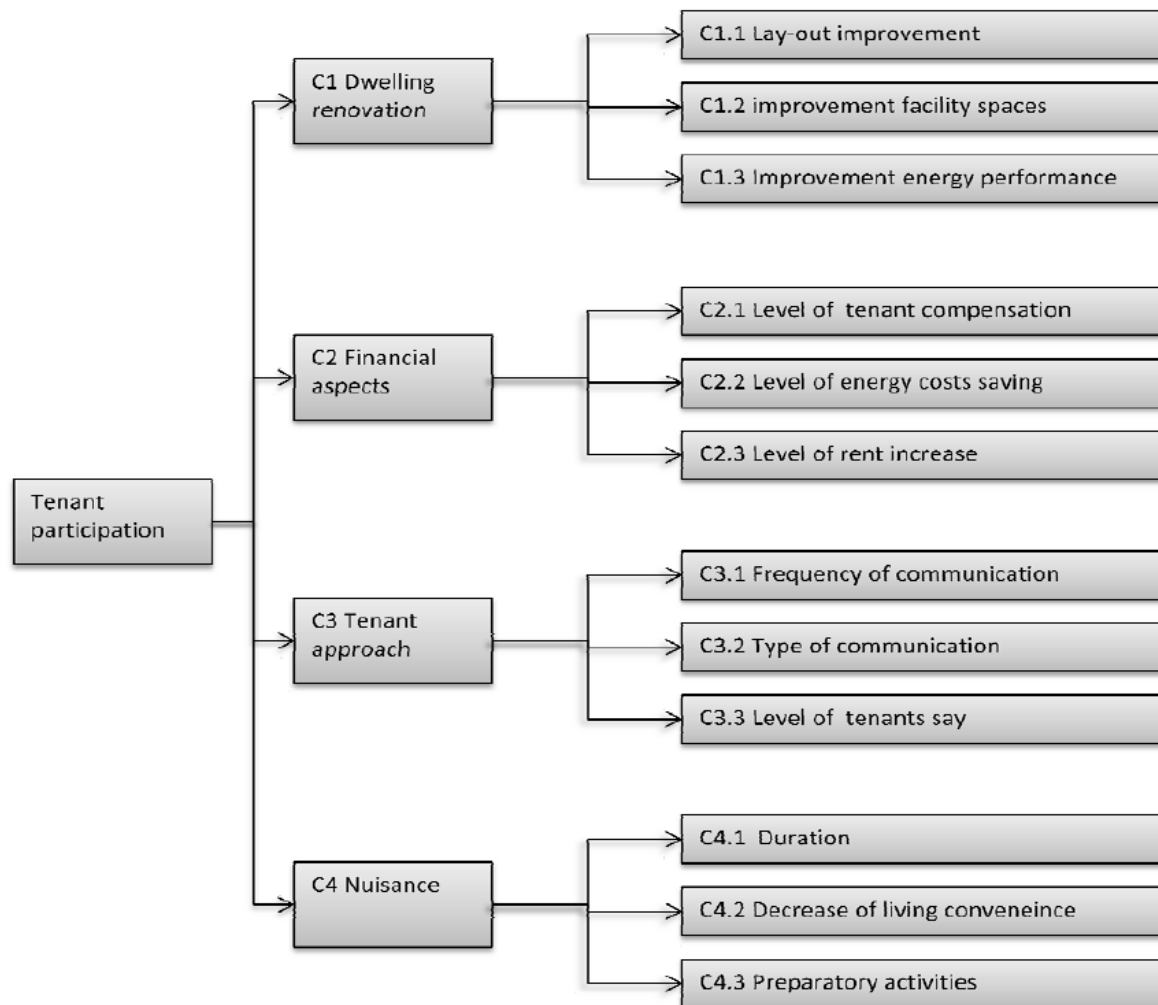 Tenant
participation
C1 Dwelling
renovation
C1.1 Lay-out improvement
C1.2 improvement facility spaces
C1.3 Improvement energy performance
C2 Financial
aspects
C2.1 Level of  tenant compensation
C2.2 Level of energy costs saving
C2.3 Level of rent increase
C3 Tenant
approach
C3.1 Frequency of communication
C3.2 Type of communication
C3.3 Level of  tenants say
C4 Nuisance
C4.1  Duration
C4.2 Decrease of living conveneince
C4.3 Preparatory activities